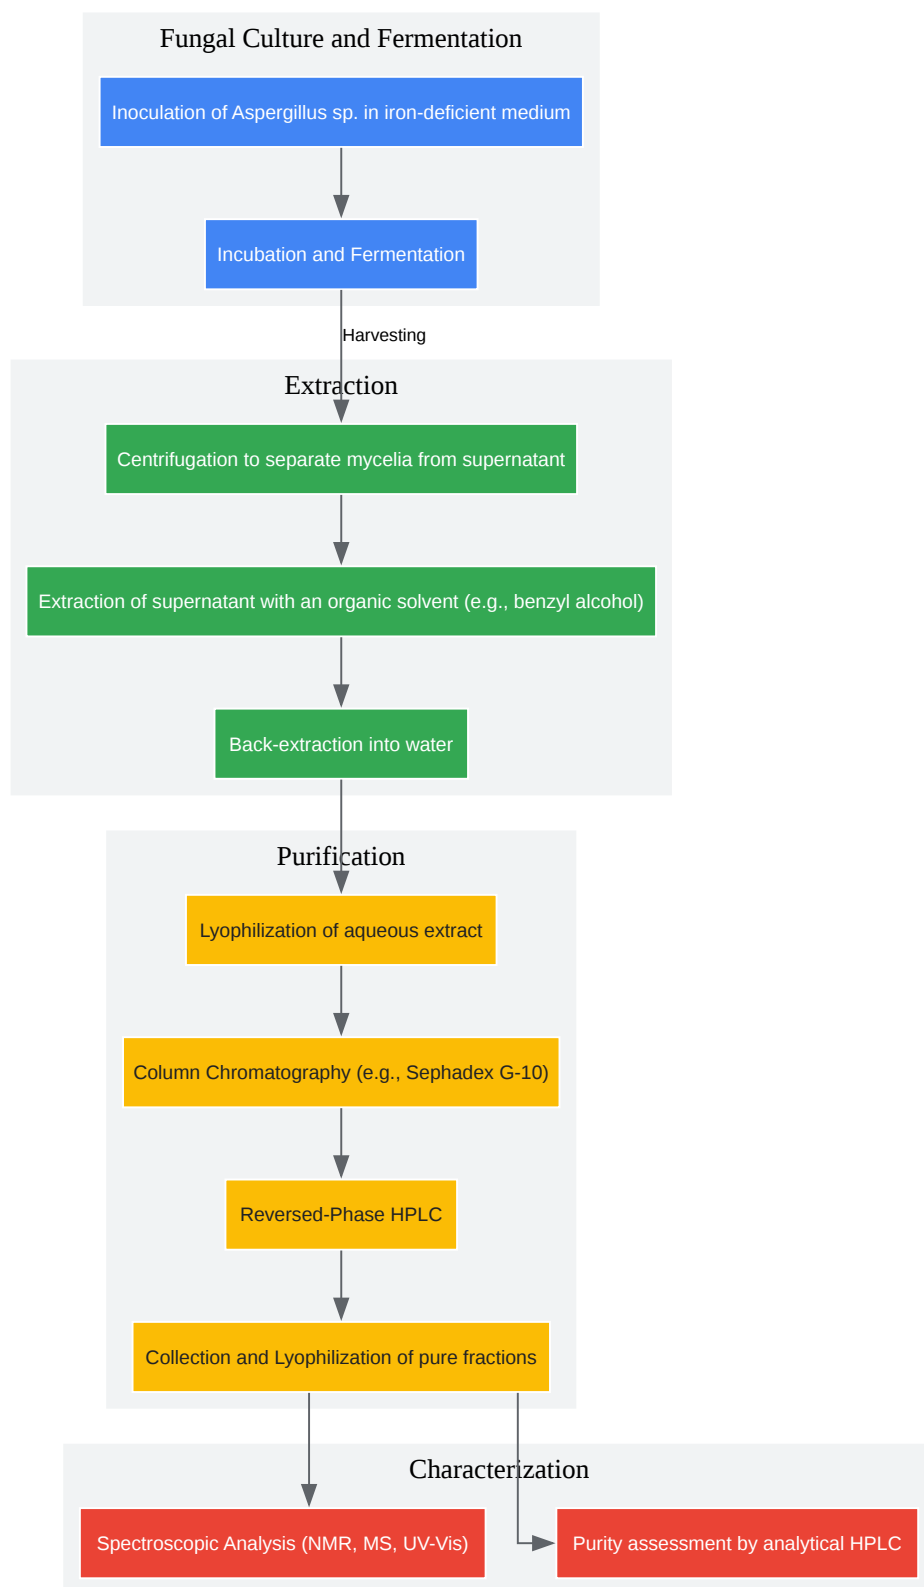 Fungal Culture and Fermentation
Inoculation of Aspergillus sp. in iron-deficient medium
Incubation and Fermentation
Harvesting
Extraction
Centrifugation to separate mycelia from supernatant
Extraction of supernatant with an organic solvent (e.g., benzyl alcohol)
Back-extraction into water
Purification
Lyophilization of aqueous extract
Column Chromatography (e.g., Sephadex G-10)
Reversed-Phase HPLC
Collection and Lyophilization of pure fractions
Characterization
Spectroscopic Analysis (NMR, MS, UV-Vis)
Purity assessment by analytical HPLC